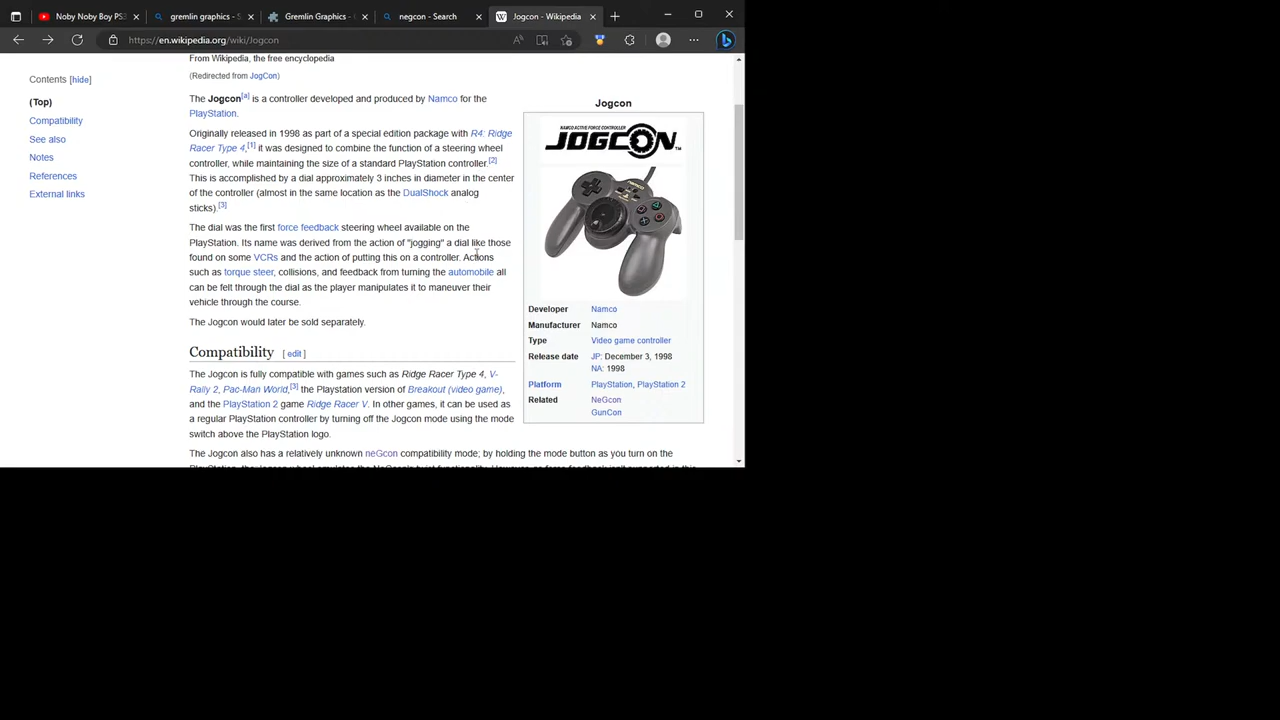 Noby Noby Boy PS3
gremlin graphics - S
Gremlin Graphics -
negcon - Search
Jogcon - Wikipedia
https://en.wikipedia.org/wiki/Jogcon
From Wikipedia, the free encyclopedia
(Redirected from JogCon)
Contents [hide]
(Top)
Compatibility
See also
Notes
References
External links
The Jogcon[a] is a controller developed and produced by Namco for the
PlayStation.
Originally released in 1998 as part of a special edition package with R4: Ridge
Racer Type 4,[1] it was designed to combine the function of a steering wheel
controller, while maintaining the size of a standard PlayStation controller.[2]
This is accomplished by a dial approximately 3 inches in diameter in the center
of the controller (almost in the same location as the DualShock analog
sticks).[3]
The dial was the first force feedback steering wheel available on the
PlayStation. Its name was derived from the action of "jogging" a dial like those
found on some VCRs and the action of putting this on a controller. Actions
such as torque steer, collisions, and feedback from turning the automobile all
can be felt through the dial as the player manipulates it to maneuver their
vehicle through the course.
The Jogcon would later be sold separately.
Compatibility [ edit ]
The Jogcon is fully compatible with games such as Ridge Racer Type 4, V-
Rally 2, Pac-Man World,[3] the Playstation version of Breakout (video game),
and the PlayStation 2 game Ridge Racer V. In other games, it can be used as
a regular PlayStation controller by turning off the Jogcon mode using the mode
switch above the PlayStation logo.
The Jogcon also has a relatively unknown neGcon compatibility mode; by holding the mode button as you turn on the
Jogcon
NAMCO ACTIVE FORCE CONTROLLER
JOGCON™
Developer Namco
Manufacturer Namco
Type Video game controller
Release date JP: December 3, 1998
NA: 1998
Platform PlayStation, PlayStation 2
Related NeGcon
GunCon